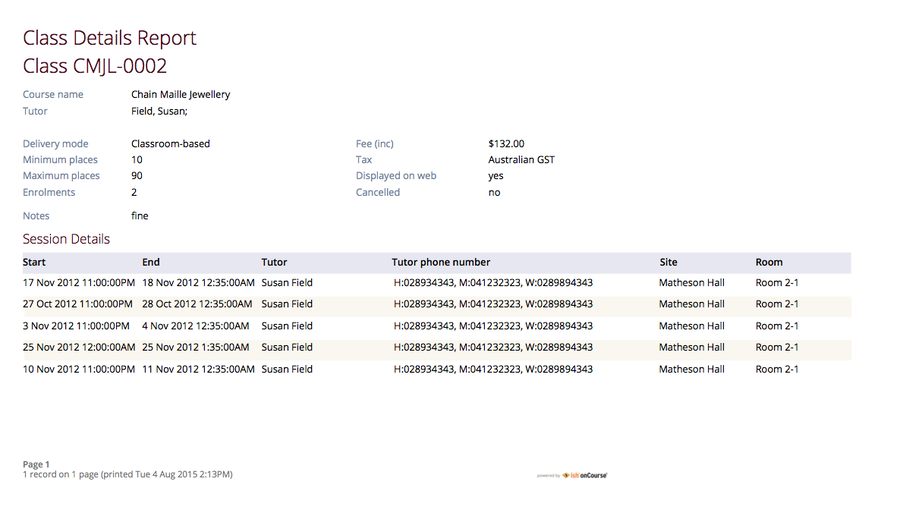 Class Details Report
Class CMJL-0002
Course name Chain Maille Jewellery
Tutor Field, Susan;
Delivery mode Classroom-based Fee (inc) $132.00
Minimum places 10 Tax Australian GST
Maximum places 90 Displayed on web yes
Enrolments 2 Cancelled no
Notes fine
Session Details
Start End Tutor Tutor phone number Site Room
17 Nov 2012 11:00:00PM 18 Nov 2012 12:35:00AM Susan Field H:028934343, M:041232323, W:0289894343 Matheson Hall Room 2-1
27 Oct 2012 11:00:00PM 28 Oct 2012 12:35:00AM Susan Field H:028934343, M:041232323, W:0289894343 Matheson Hall Room 2-1
3 Nov 2012 11:00:00PM 4 Nov 2012 12:35:00AM Susan Field H:028934343, M:041232323, W:0289894343 Matheson Hall Room 2-1
25 Nov 2012 12:00:00AM 25 Nov 2012 1:35:00AM Susan Field H:028934343, M:041232323, W:0289894343 Matheson Hall Room 2-1
10 Nov 2012 11:00:00PM 11 Nov 2012 12:35:00AM Susan Field H:028934343, M:041232323, W:0289894343 Matheson Hall Room 2-1
Page 1
1 record on 1 page (printed Tue 4 Aug 2015 2:13PM)
powered by ish onCourse